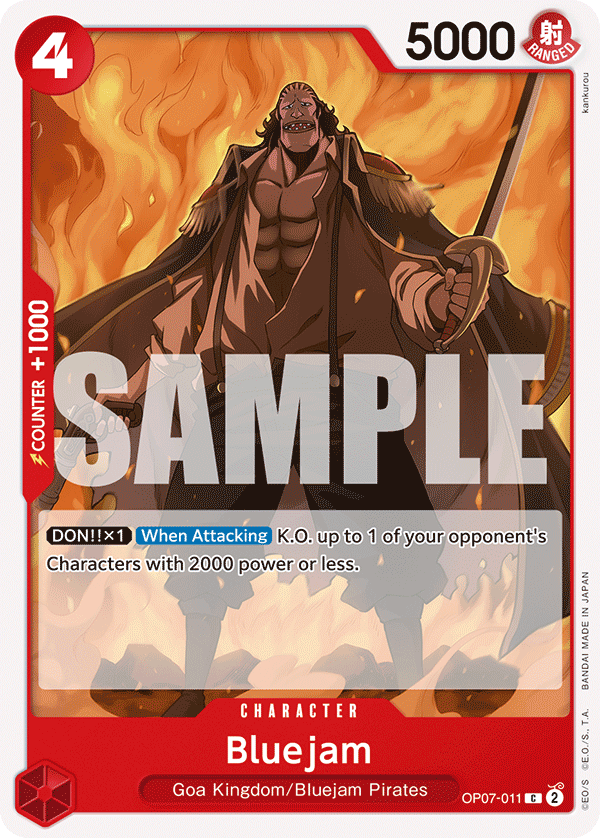 4
5000
射
RANGED
kankurou
COUNTER +1000
SAMPLE
DON!!×1 When Attacking K.O. up to 1 of your opponent's
Characters with 2000 power or less.
CHARACTER
Bluejam
Goa Kingdom/Bluejam Pirates
OP07-011 C 2
©E.O/S ©E.O./S., T.A. BANDAI MADE IN JAPAN